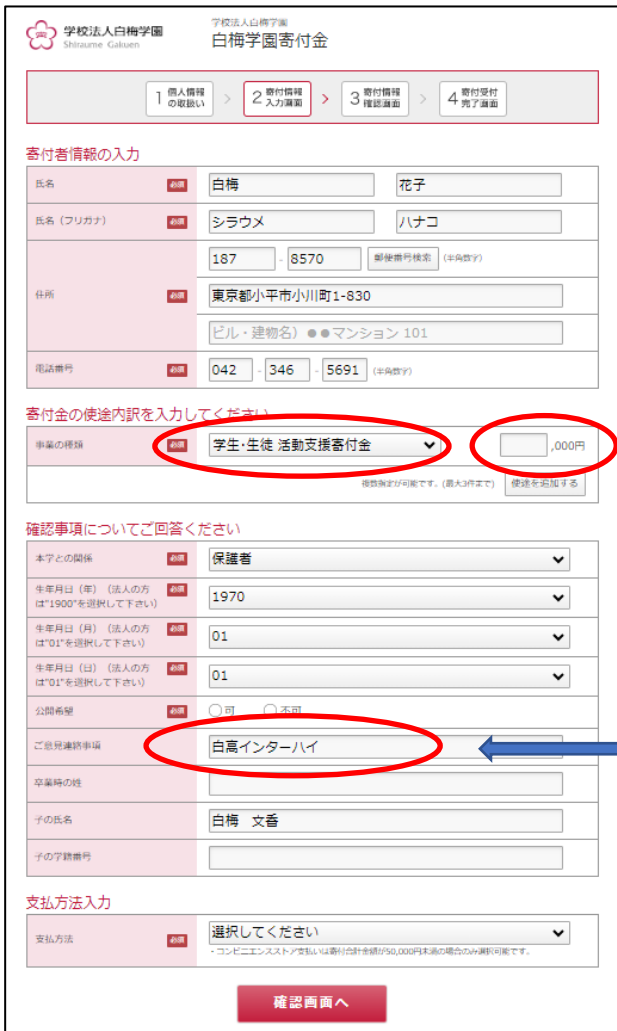 学校法人白梅学園
Shiraume Gakuen
学校法人白梅学園
白梅学園寄付金
1 個人情報の取扱い > 2 寄付情報入力画面 > 3 寄付情報確認画面 > 4 寄付受付完了画面
寄付者情報の入力
氏名 必須 白梅 花子
氏名（フリガナ） 必須 シラウメ ハナコ
187 - 8570 郵便番号検索 (半角数字)
住所 必須 東京都小平市小川町1-830
ビル・建物名）●●マンション 101
電話番号 必須 042 - 346 - 5691 (半角数字)
寄付金の使途内訳を入力してください
事業の種類 必須 学生・生徒 活動支援寄付金 ,000円
複数指定が可能です。(最大3件まで) 使途を追加する
確認事項についてご回答ください
本学との関係 必須 保護者
生年月日（年）（法人の方は"1900"を選択して下さい） 必須 1970
生年月日（月）（法人の方は"01"を選択して下さい） 必須 01
生年月日（日）（法人の方は"01"を選択して下さい） 必須 01
公開希望 必須 可 不可
ご意見連絡事項 白高インターハイ
卒業時の姓
子の氏名 白梅 文香
子の学籍番号
支払方法入力
支払方法 必須 選択してください
・コンビニエンスストア支払いは寄付合計金額が50,000円未満の場合のみ選択可能です。
確認画面へ